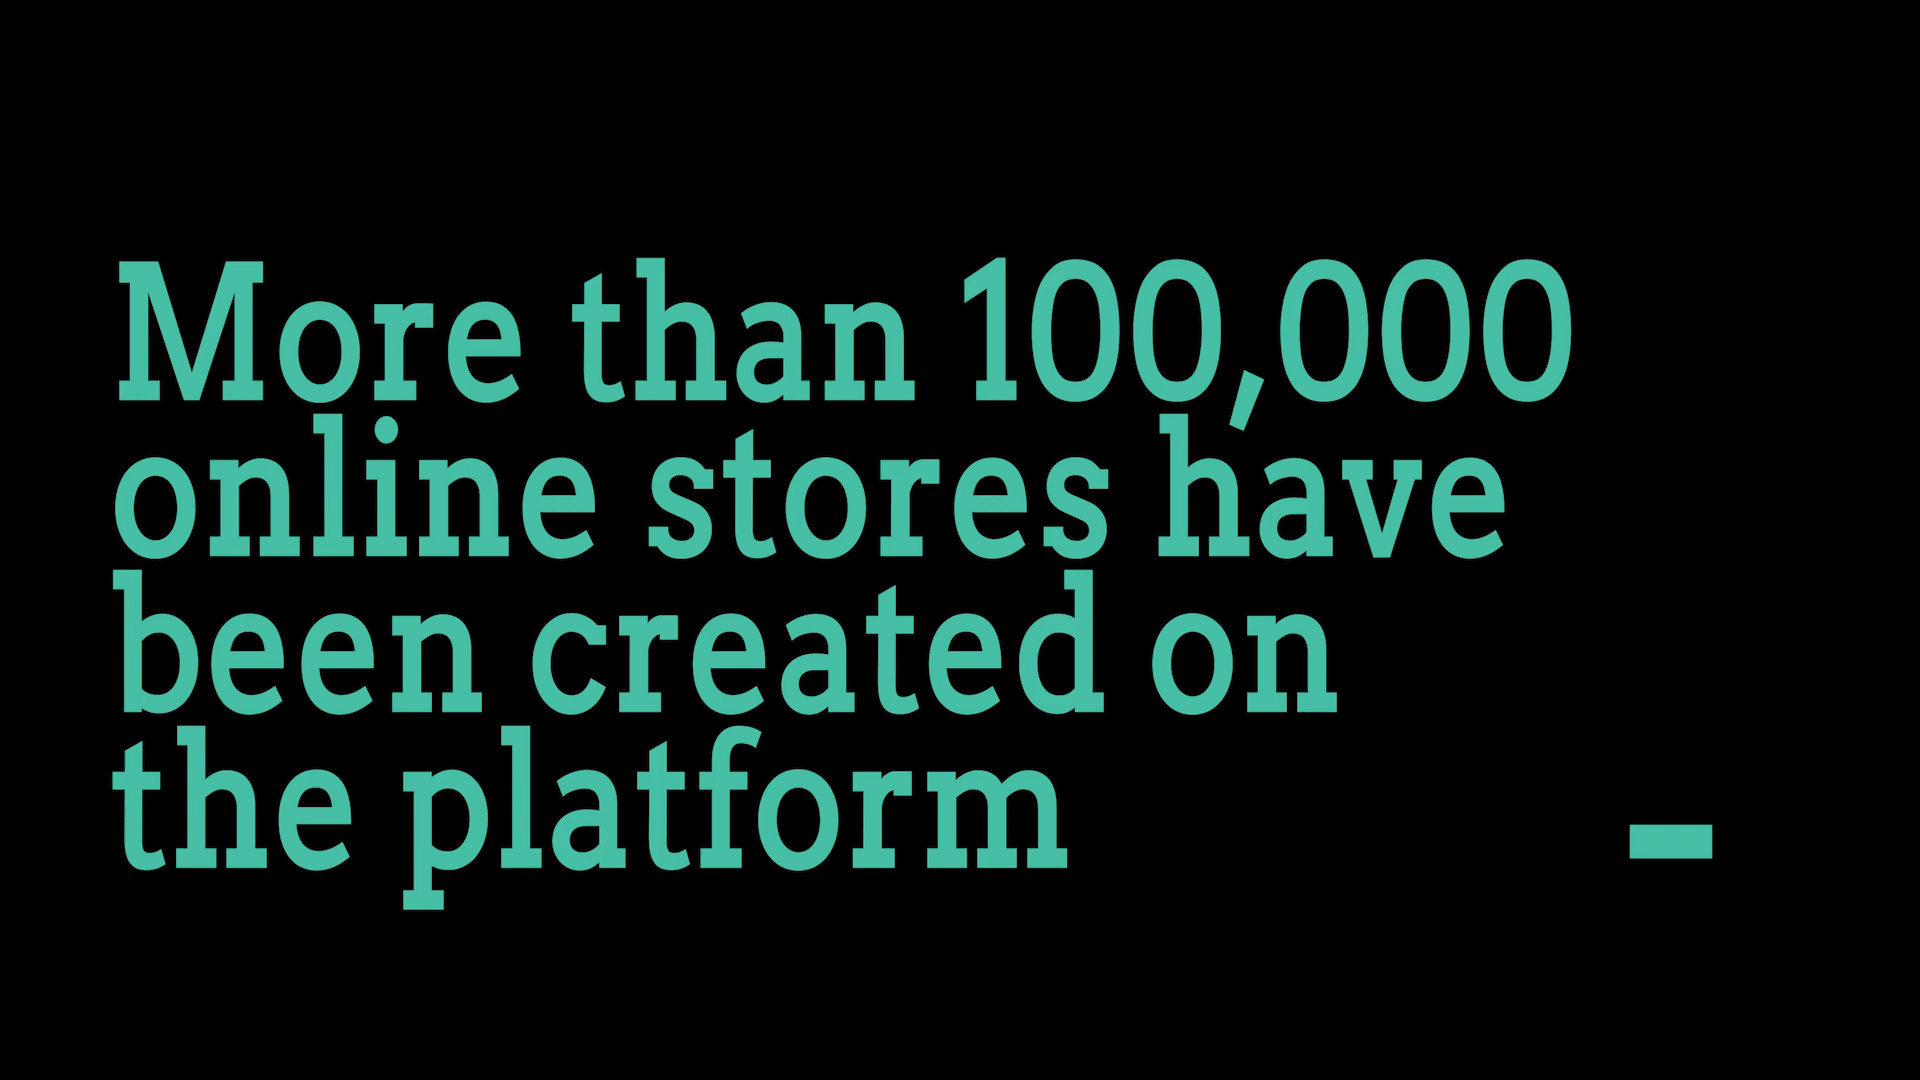 More than 100,000
online stores have
been created on
the platform